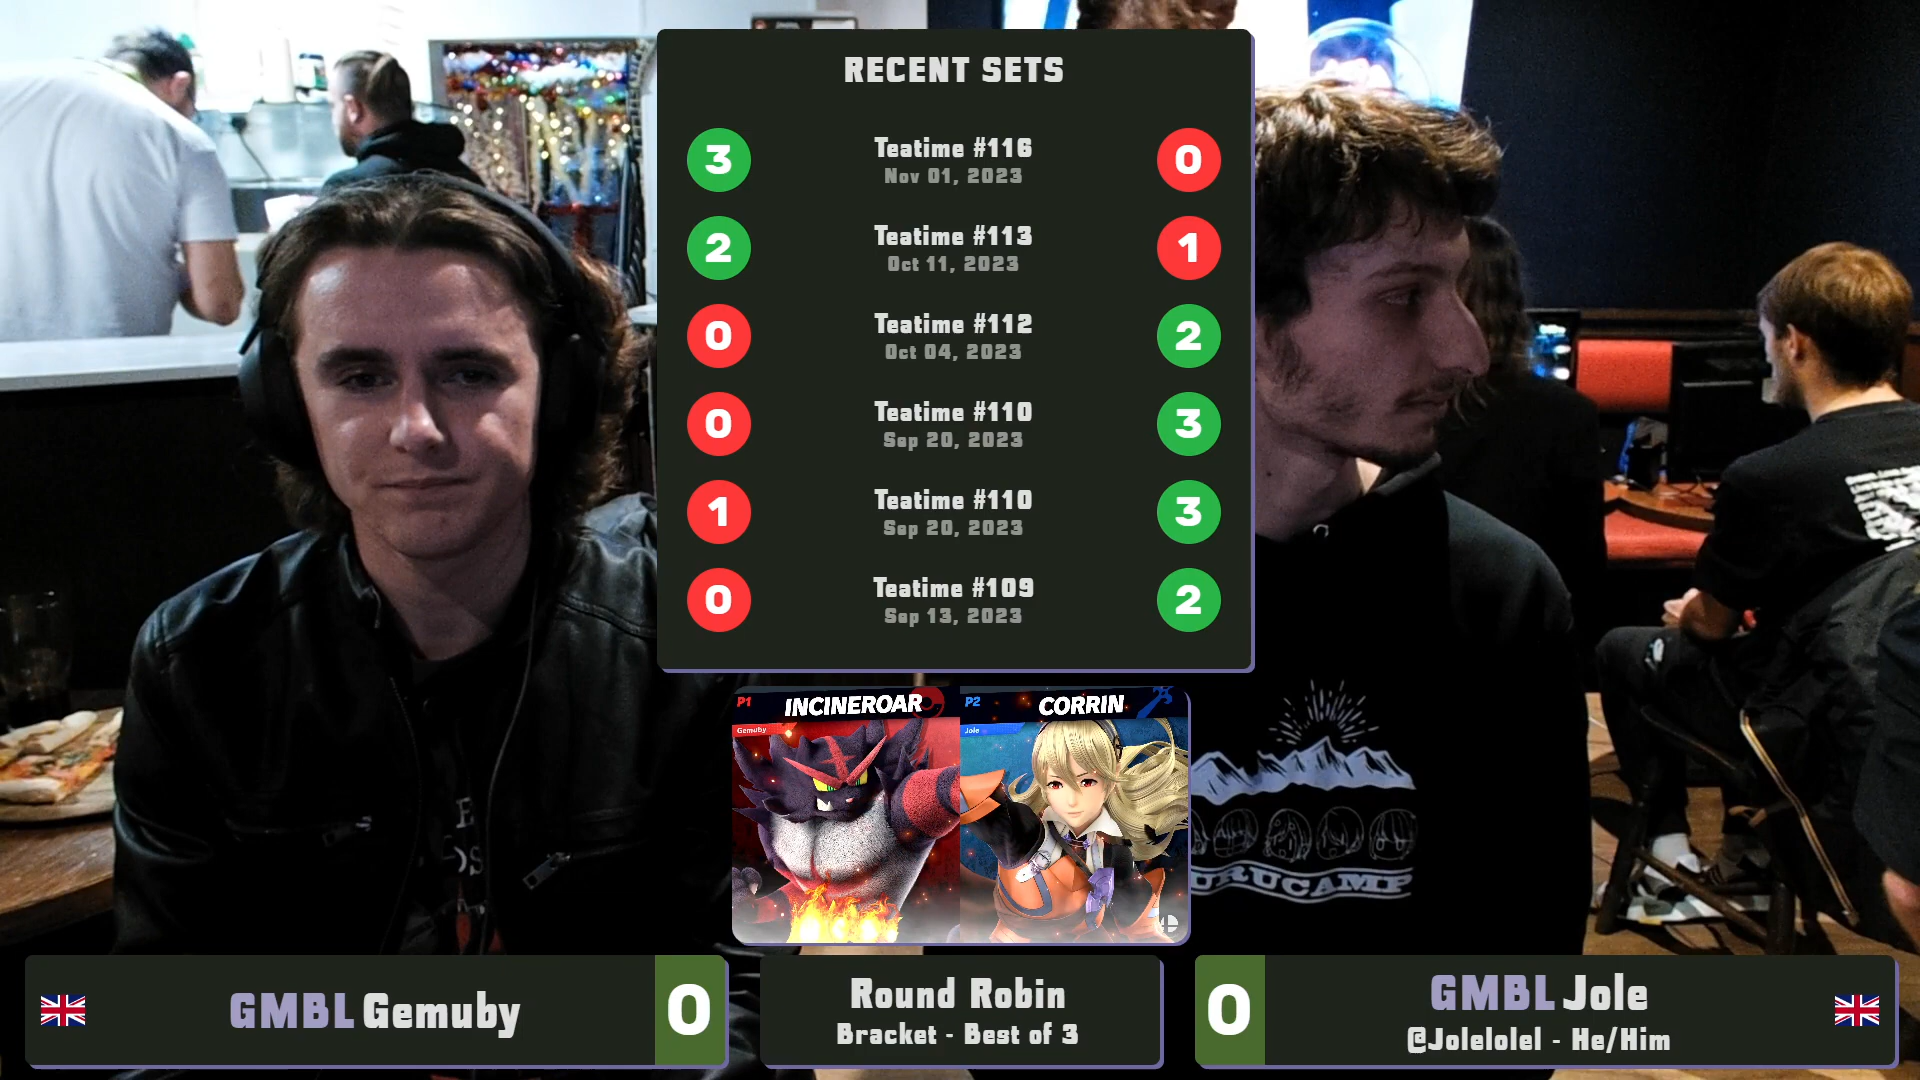 RECENT SETS
3 Teatime #116 0
Nov 01, 2023
2 Teatime #113 1
Oct 11, 2023
0 Teatime #112 2
Oct 04, 2023
0 Teatime #110 3
Sep 20, 2023
1 Teatime #110 3
Sep 20, 2023
0 Teatime #109 2
Sep 13, 2023
P1 INCINEROAR
Gemuby
P2 CORRIN
Jole
URUCAMP
GMBL Gemuby 0
Round Robin
Bracket - Best of 3
0 GMBL Jole
@Jolelolel - He/Him